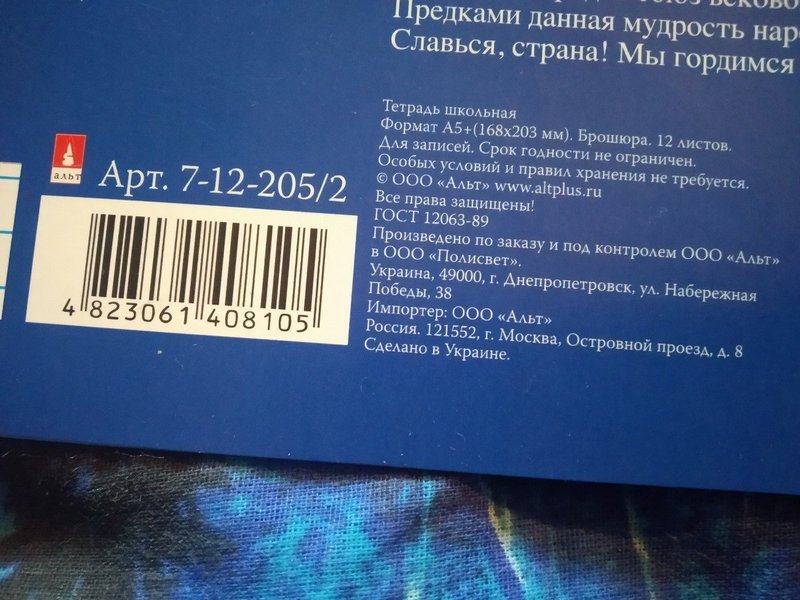 Предками данная мудрость
Славься, страна! Мы гордимся
Тетрадь школьная
Формат А5+(168х203 мм). Брошюра. 12 листов.
Для записей. Срок годности не ограничен.
Особых условий и правил хранения не требуется.
© ООО «Альт» www.altplus.ru
Все права защищены!
ГОСТ 12063-89
Произведено по заказу и под контролем ООО «Альт»
в ООО «Полисвет».
Украина, 49000, г. Днепропетровск, ул. Набережная
Победы, 38
Импортер: ООО «Альт»
Россия. 121552, г. Москва, Островной проезд, д. 8
Сделано в Украине.
альт
Арт. 7-12-205/2
4 823061 408105